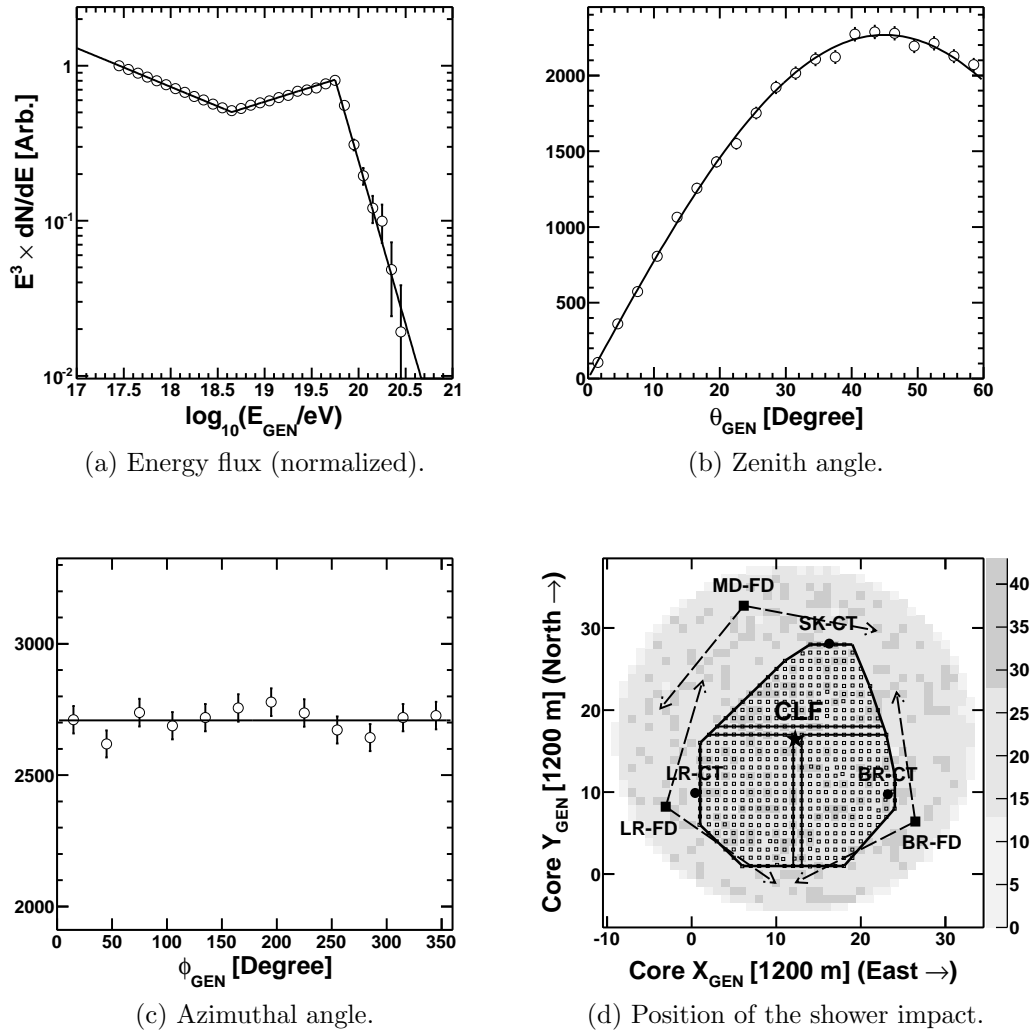 E³ × dN/dE [Arb.]
1
10⁻¹
10⁻²
17 17.5 18 18.5 19 19.5 20 20.5 21
log₁₀(E_GEN/eV)
(a) Energy flux (normalized).
2000
1500
1000
500
0
0 10 20 30 40 50 60
θ_GEN [Degree]
(b) Zenith angle.
3000
2500
2000
0 50 100 150 200 250 300 350
ϕ_GEN [Degree]
(c) Azimuthal angle.
Core Y_GEN [1200 m] (North →)
30
20
10
0
MD-FD
SK-CT
CLF
LR-CT
BR-CT
LR-FD
BR-FD
-10 0 10 20 30
Core X_GEN [1200 m] (East →)
40
35
30
25
20
15
10
5
0
(d) Position of the shower impact.